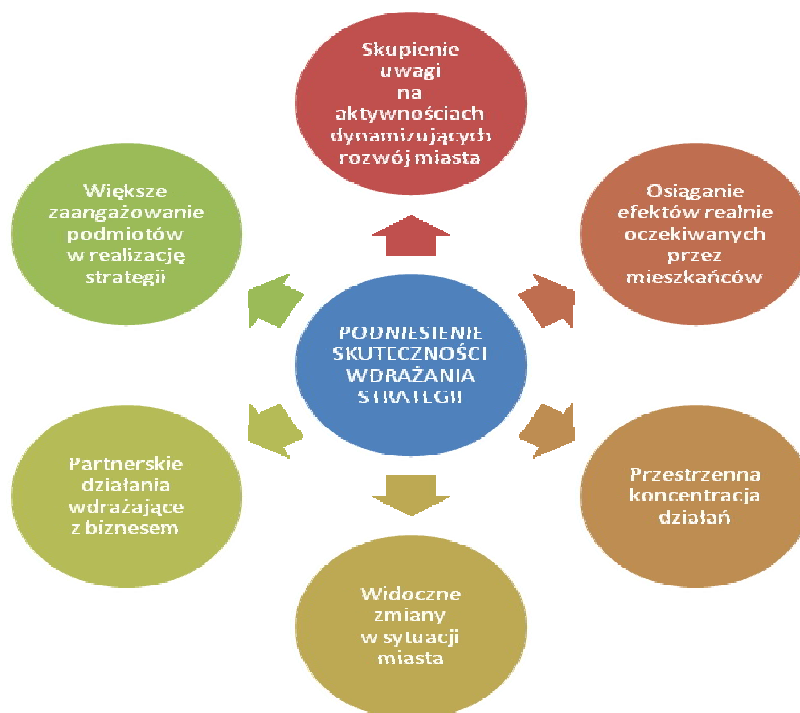 Skupienie
uwagi
na
aktywnościach
dynamizujących
rozwój miasta
Większe
zaangażowanie
podmiotów
w realizację
strategii
Osiąganie
efektów realnie
oczekiwanych
przez
mieszkańców
PODNIESIENIE
SKUTECZNOŚCI
WDRAŻANIA
STRATEGII
Partnerskie
działania
wdrażające
z biznesem
Przestrzenna
koncentracja
działań
Widoczne
zmiany
w sytuacji
miasta